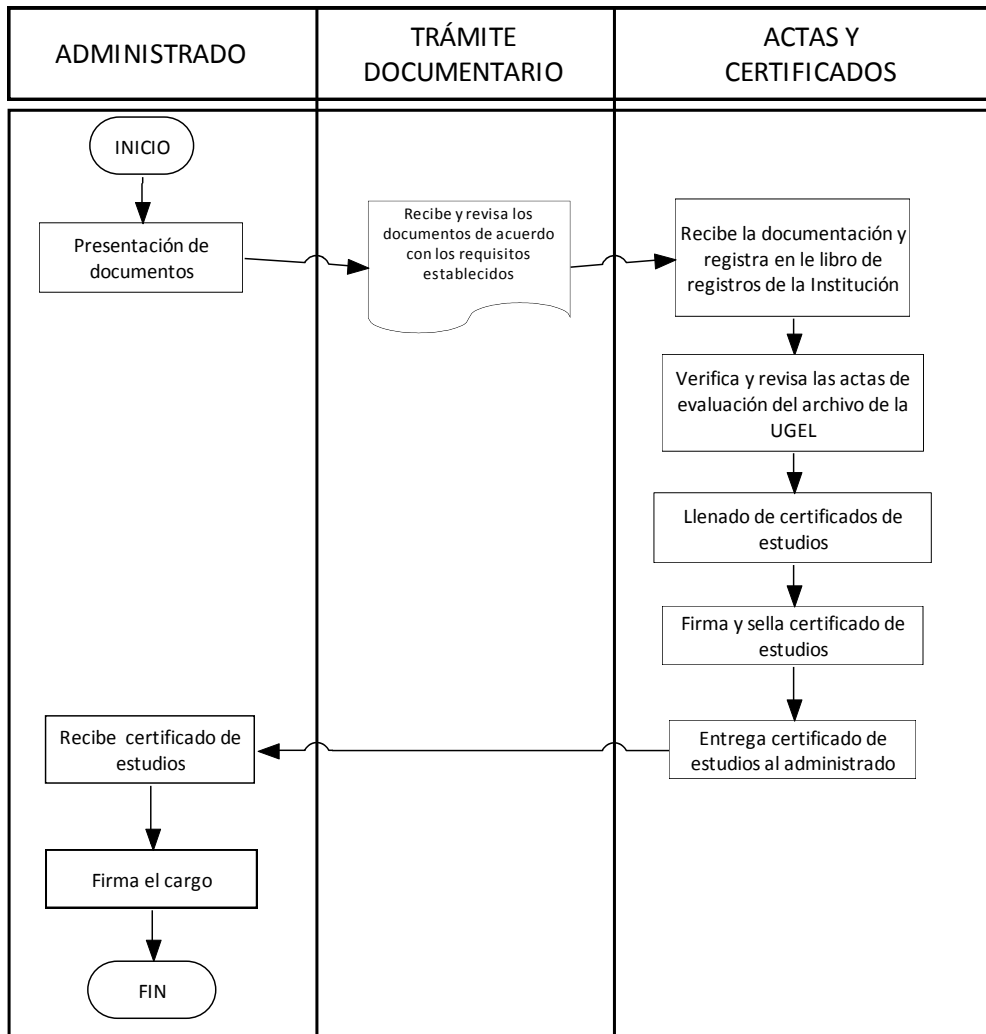 ADMINISTRADO
TRÁMITE
DOCUMENTARIO
ACTAS Y
CERTIFICADOS
INICIO
Presentación de
documentos
Recibe y revisa los
documentos de acuerdo
con los requisitos
establecidos
Recibe la documentación y
registra en le libro de
registros de la Institución
Verifica y revisa las actas de
evaluación del archivo de la
UGEL
Llenado de certificados de
estudios
Firma y sella certificado de
estudios
Entrega certificado de
estudios al administrado
Recibe certificado de
estudios
Firma el cargo
FIN